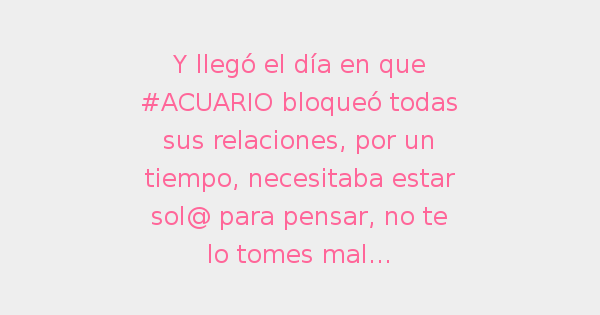 Y llegó el día en que
#ACUARIO bloqueó todas
sus relaciones, por un
tiempo, necesitaba estar
sol@ para pensar, no te
lo tomes mal...